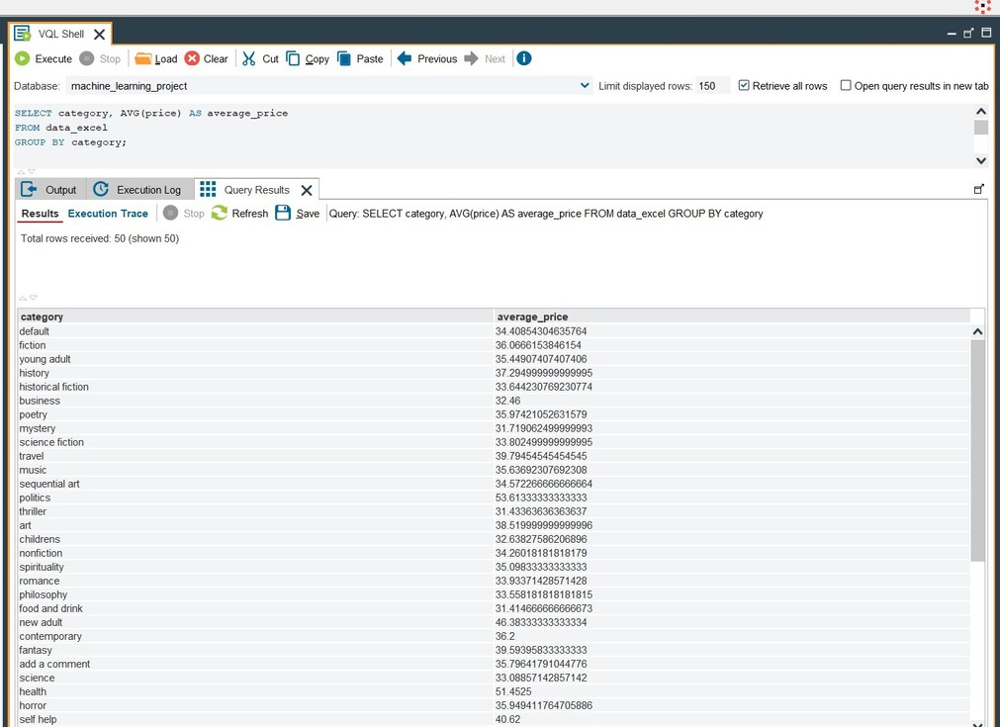 VQL Shell
Execute Stop Load Clear Cut Copy Paste Previous Next
Database: machine_learning_project Limit displayed rows: 150 Retrieve all rows Open query results in new tab
SELECT category, AVG(price) AS average_price
FROM data_excel
GROUP BY category;
Output Execution Log Query Results
Results Execution Trace Stop Refresh Save Query: SELECT category, AVG(price) AS average_price FROM data_excel GROUP BY category
Total rows received: 50 (shown 50)
category average_price
default 34.40854304635764
fiction 36.0666153846154
young adult 35.44907407407406
history 37.294999999999995
historical fiction 33.644230769230774
business 32.46
poetry 35.97421052631579
mystery 31.719062499999993
science fiction 33.802499999999995
travel 39.79454545454545
music 35.63692307692308
sequential art 34.572266666666664
politics 53.61333333333333
thriller 31.43363636363637
art 38.519999999999996
childrens 32.63827586206896
nonfiction 34.26018181818179
spirituality 35.09833333333333
romance 33.93371428571428
philosophy 33.558181818181815
food and drink 31.414666666666673
new adult 46.38333333333334
contemporary 36.2
fantasy 39.59395833333333
add a comment 35.79641791044776
science 33.08857142857142
health 51.4525
horror 35.949411764705886
self help 40.62